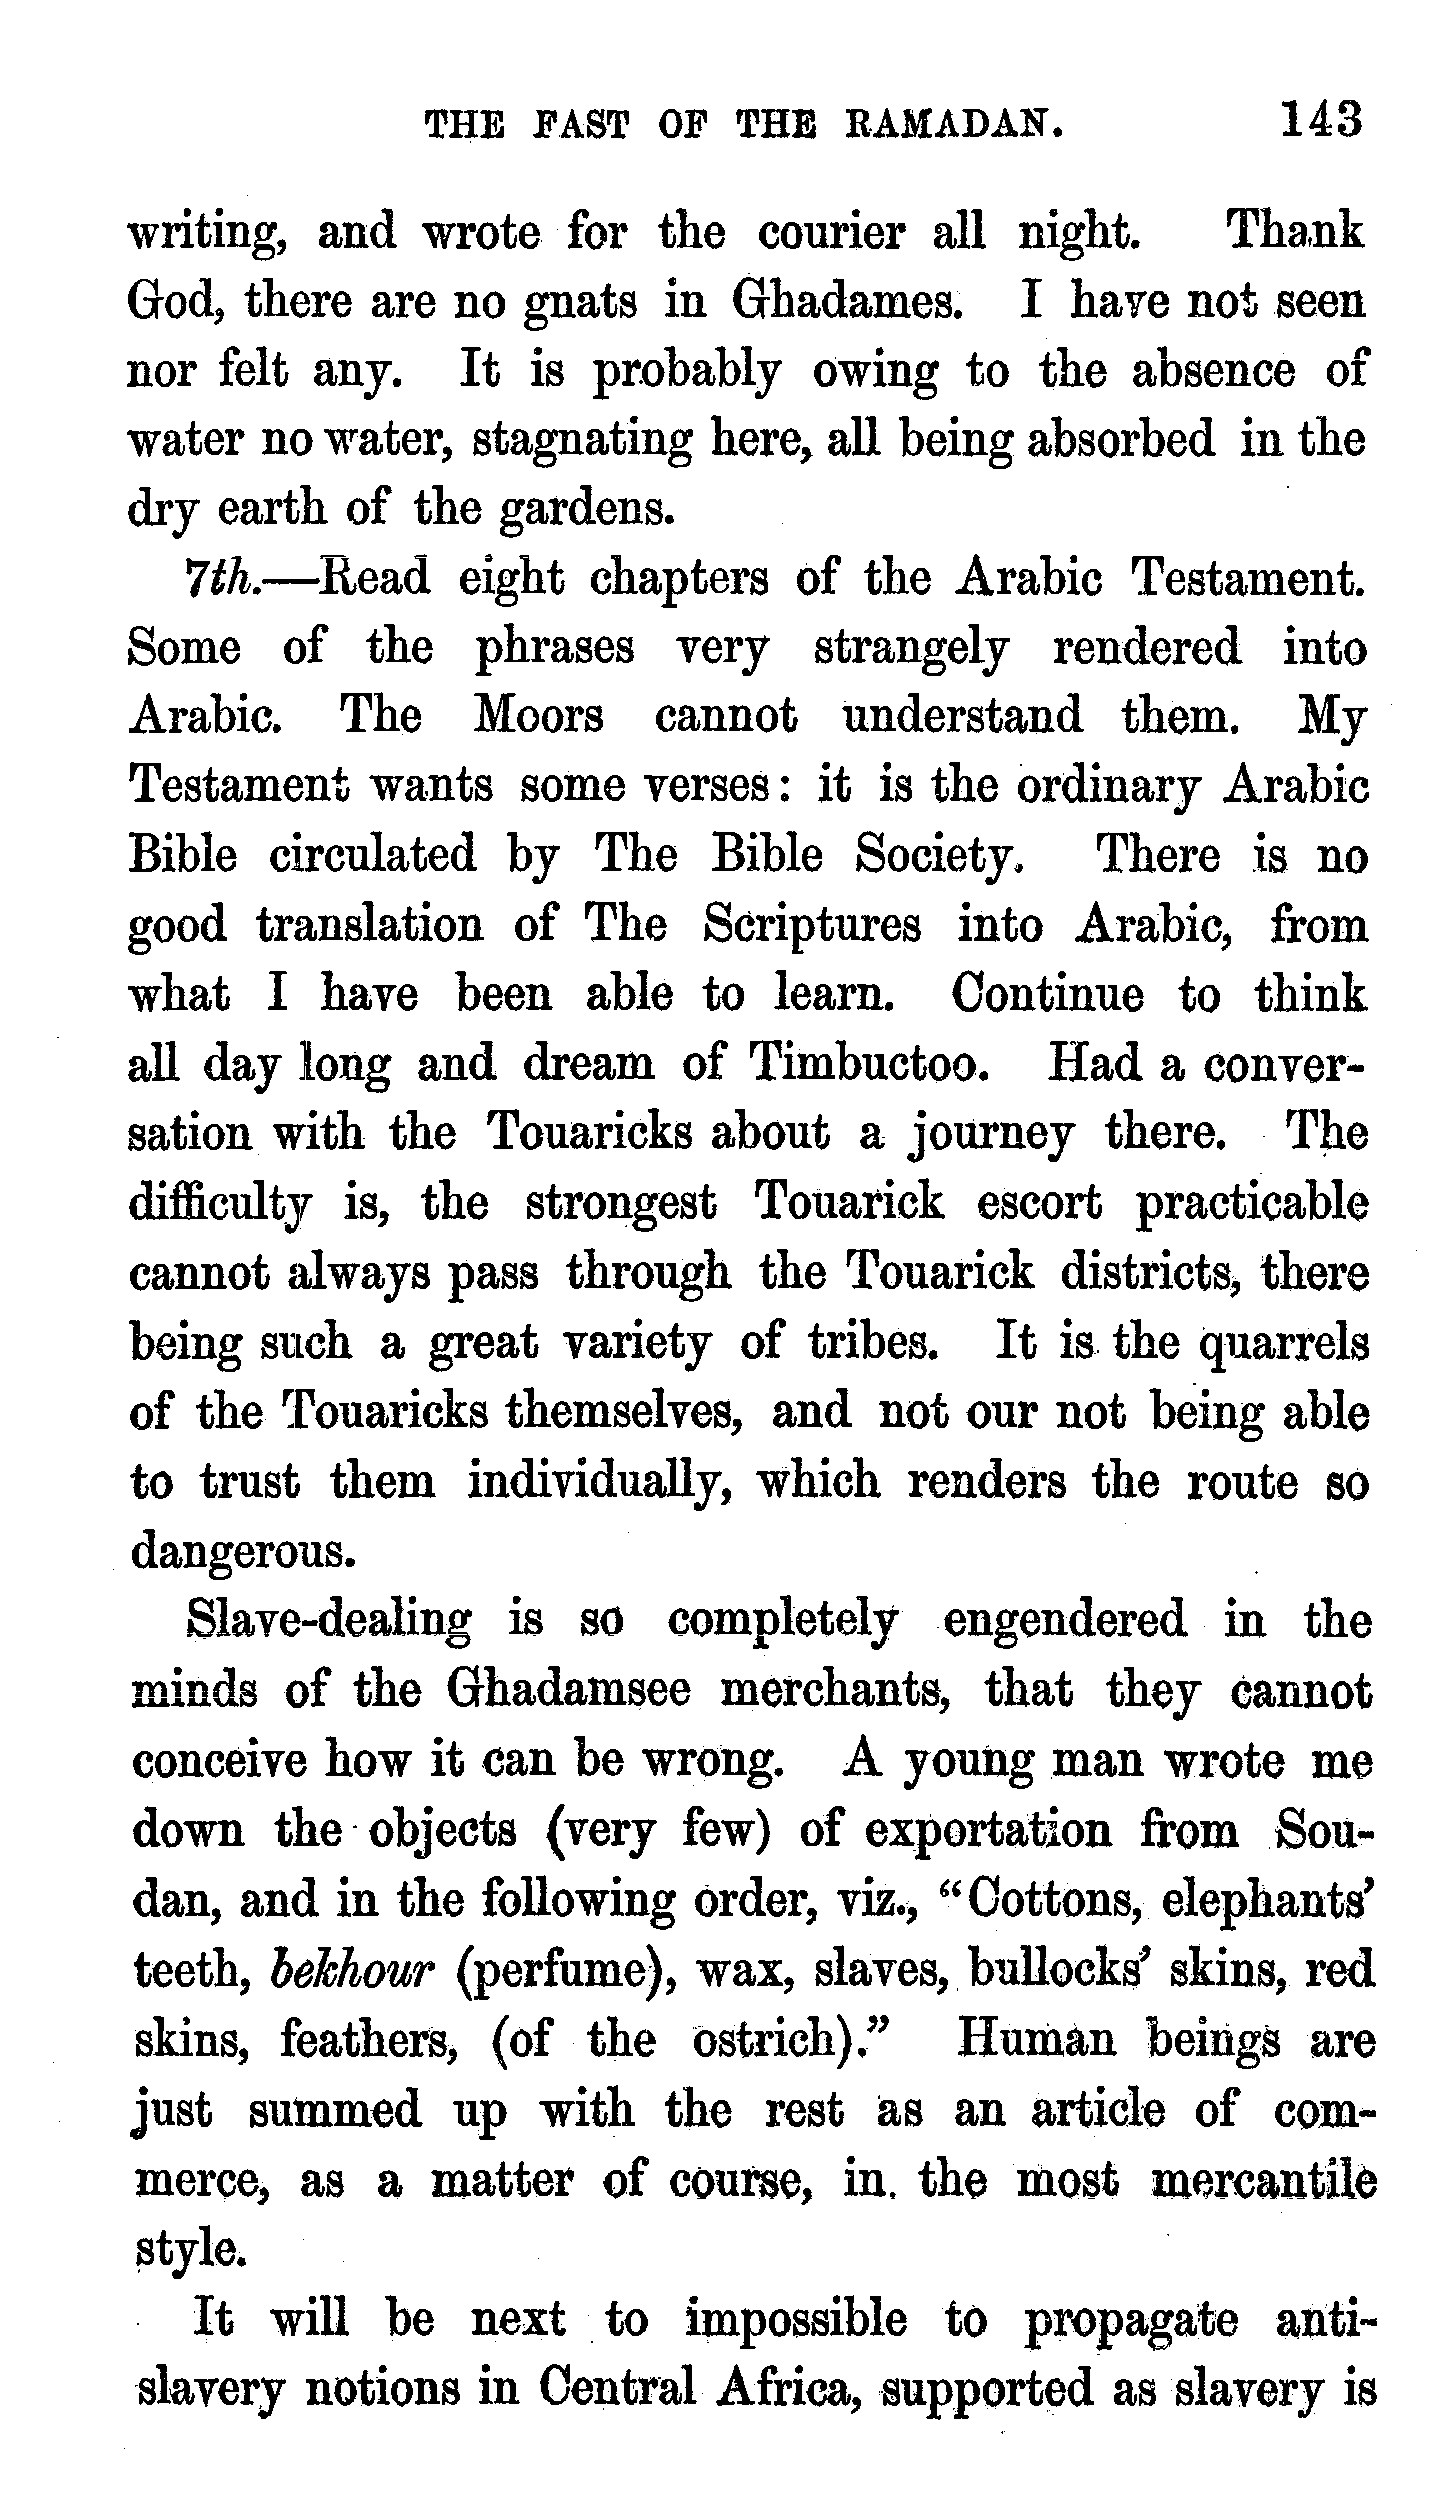 THE FAST OF THE RAMADAN. 143
writing, and wrote for the courier all night. Thank
God, there are no gnats in Ghadames. I have not seen
nor felt any. It is probably owing to the absence of
water no water, stagnating here, all being absorbed in the
dry earth of the gardens.
7th.—Read eight chapters of the Arabic Testament.
Some of the phrases very strangely rendered into
Arabic. The Moors cannot understand them. My
Testament wants some verses: it is the ordinary Arabic
Bible circulated by The Bible Society. There is no
good translation of The Scriptures into Arabic, from
what I have been able to learn. Continue to think
all day long and dream of Timbuctoo. Had a conver-
sation with the Touaricks about a journey there. The
difficulty is, the strongest Touarick escort practicable
cannot always pass through the Touarick districts, there
being such a great variety of tribes. It is the quarrels
of the Touaricks themselves, and not our not being able
to trust them individually, which renders the route so
dangerous.
Slave-dealing is so completely engendered in the
minds of the Ghadamsee merchants, that they cannot
conceive how it can be wrong. A young man wrote me
down the objects (very few) of exportation from Sou-
dan, and in the following order, viz., “Cottons, elephants’
teeth, bekhour (perfume), wax, slaves, bullocks’ skins, red
skins, feathers, (of the ostrich).” Human beings are
just summed up with the rest as an article of com-
merce, as a matter of course, in the most mercantile
style.
It will be next to impossible to propagate anti-
slavery notions in Central Africa, supported as slavery is